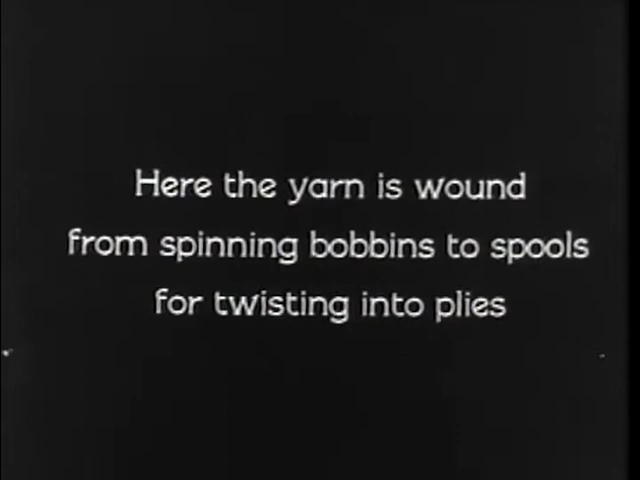 Here the yarn is wound
from spinning bobbins to spools
for twisting into plies